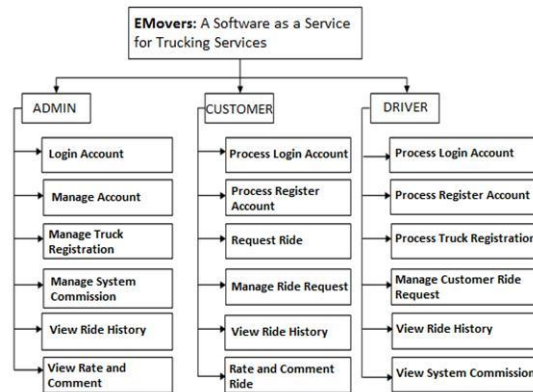 EMovers: A Software as a Service
for Trucking Services
ADMIN
Login Account
Manage Account
Manage Truck
Registration
Manage System
Commission
View Ride History
View Rate and
Comment
CUSTOMER
Process Login Account
Process Register
Account
Request Ride
Manage Ride Request
View Ride History
Rate and Comment
Ride
DRIVER
Process Login Account
Process Register Account
Process Truck Registration
Manage Customer Ride
Request
View Ride History
View System Commission